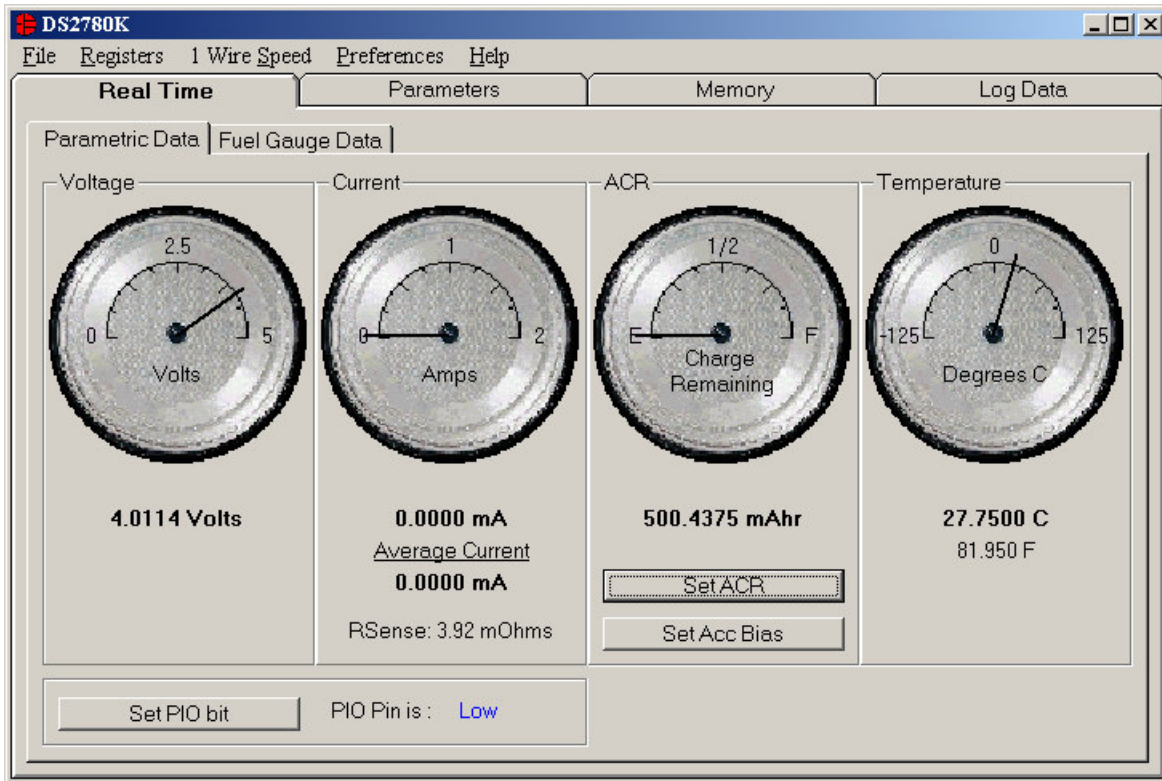 DS2780K
File Registers 1 Wire Speed Preferences Help
Real Time Parameters Memory Log Data
Parametric Data Fuel Gauge Data
Voltage
2.5
0 5
Volts
4.0114 Volts
Current
1
0 2
Amps
0.0000 mA
Average Current
0.0000 mA
RSense: 3.92 mOhms
ACR
1/2
E F
Charge
Remaining
500.4375 mAhr
Set ACR
Set Acc Bias
Temperature
0
-125 125
Degrees C
27.7500 C
81.950 F
Set PIO bit PIO Pin is : Low